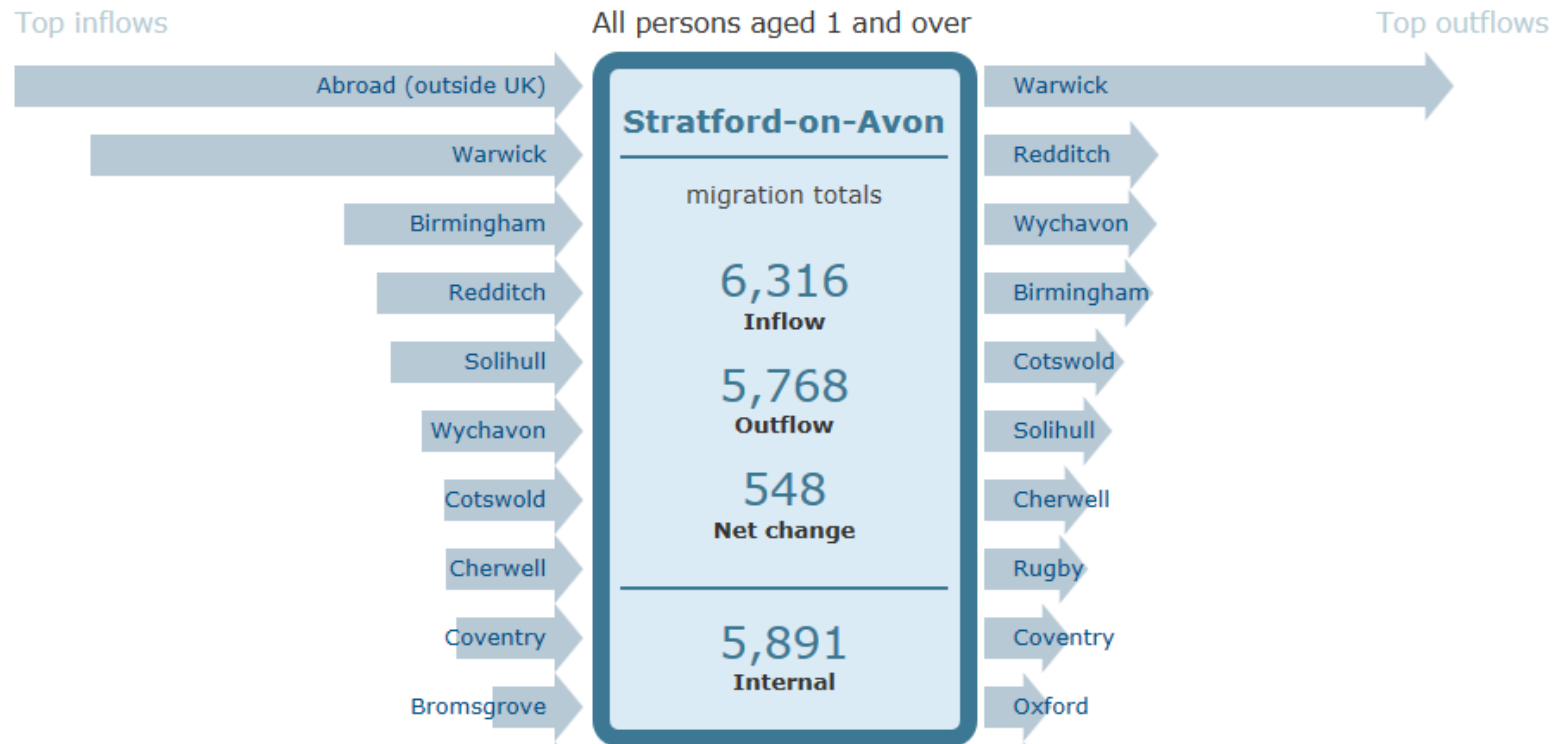 Top inflows
All persons aged 1 and over
Top outflows
Abroad (outside UK)
Warwick
Birmingham
Redditch
Solihull
Wychavon
Cotswold
Cherwell
Coventry
Bromsgrove
Stratford-on-Avon
migration totals
6,316
Inflow
5,768
Outflow
548
Net change
5,891
Internal
Warwick
Redditch
Wychavon
Birmingham
Cotswold
Solihull
Cherwell
Rugby
Coventry
Oxford